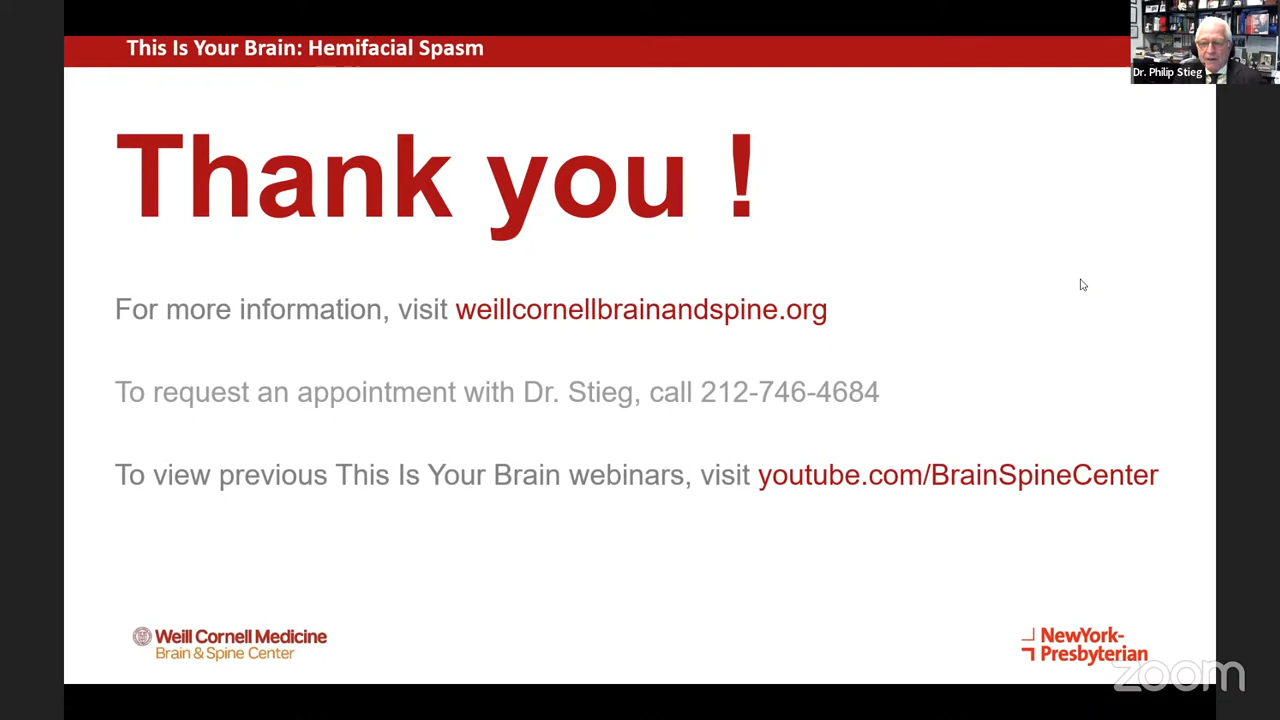 This Is Your Brain: Hemifacial Spasm
Dr. Philip Stieg
Thank you !
For more information, visit weillcornellbrainandspine.org
To request an appointment with Dr. Stieg, call 212-746-4684
To view previous This Is Your Brain webinars, visit youtube.com/BrainSpineCenter
Weill Cornell Medicine
Brain & Spine Center
NewYork-
Presbyterian
zoom